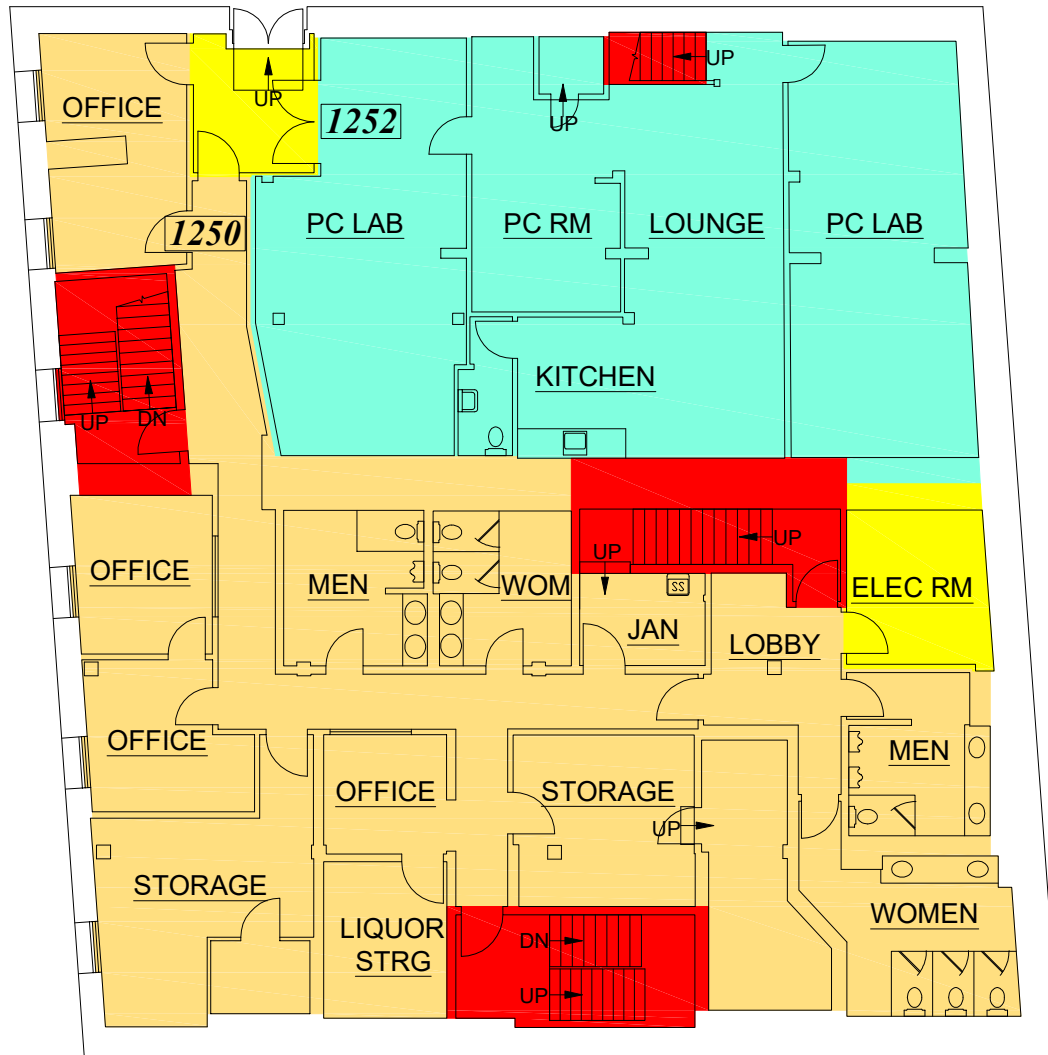 UP
UP
OFFICE
1252
UP
1250
PC LAB
PC RM
LOUNGE
PC LAB
KITCHEN
UP
DN
UP
UP
OFFICE
MEN
WOM
SS
ELEC RM
JAN
LOBBY
OFFICE
MEN
OFFICE
STORAGE
UP
STORAGE
WOMEN
LIQUOR
STRG
DN
UP